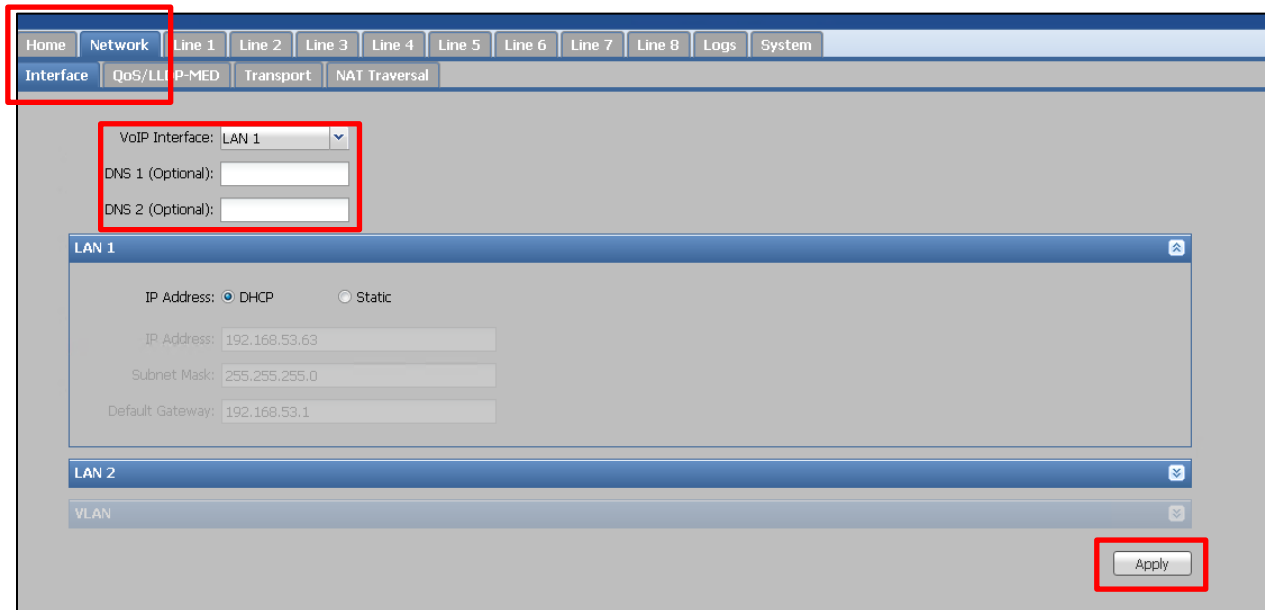 Home Network Line 1 Line 2 Line 3 Line 4 Line 5 Line 6 Line 7 Line 8 Logs System
Interface QoS/LLDP-MED Transport NAT Traversal
VoIP Interface: LAN 1
DNS 1 (Optional):
DNS 2 (Optional):
LAN 1
IP Address: DHCP Static
IP Address: 192.168.53.63
Subnet Mask: 255.255.255.0
Default Gateway: 192.168.53.1
LAN 2
VLAN
Apply